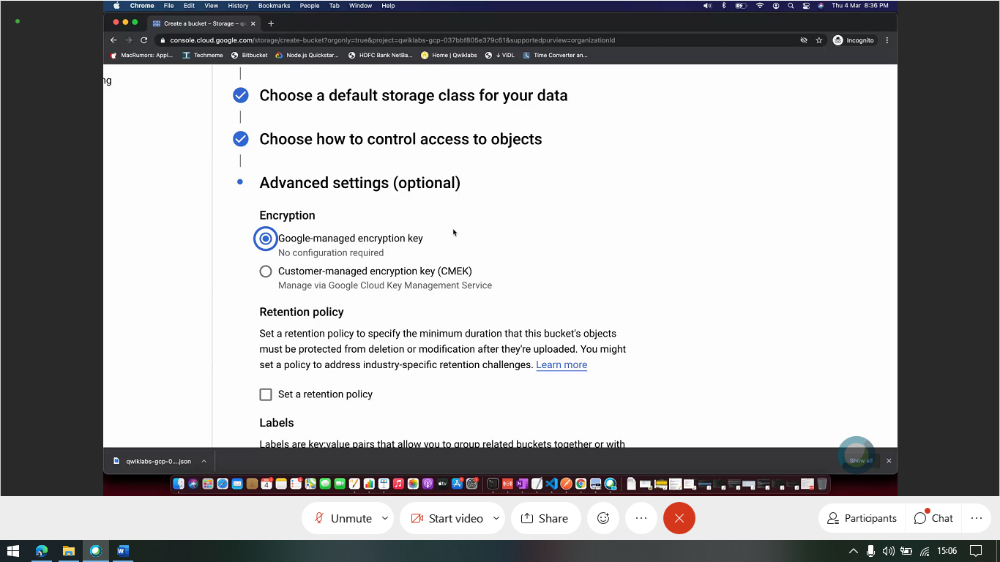 Chrome File Edit View History Bookmarks People Tab Window Help Thu 4 Mar 8:36 PM
Create a bucket – Storage – qw
console.cloud.google.com/storage/create-bucket?orgonly=true&project=qwiklabs-gcp-037bbf805e379c61&supportedpurview=organizationId Incognito
MacRumors: Appl... Techmeme Bitbucket Node.js Quickstar... HDFC Bank NetBa... Home | Qwiklabs ↓ ViDL Time Converter an...
ng
Choose a default storage class for your data
Choose how to control access to objects
Advanced settings (optional)
Encryption
Google-managed encryption key
No configuration required
Customer-managed encryption key (CMEK)
Manage via Google Cloud Key Management Service
Retention policy
Set a retention policy to specify the minimum duration that this bucket's objects
must be protected from deletion or modification after they're uploaded. You might
set a policy to address industry-specific retention challenges. Learn more
Set a retention policy
Labels
Labels are key:value pairs that allow you to group related buckets together or with
qwiklabs-gcp-0....json Show all
Unmute Start video Share Participants Chat
15:06